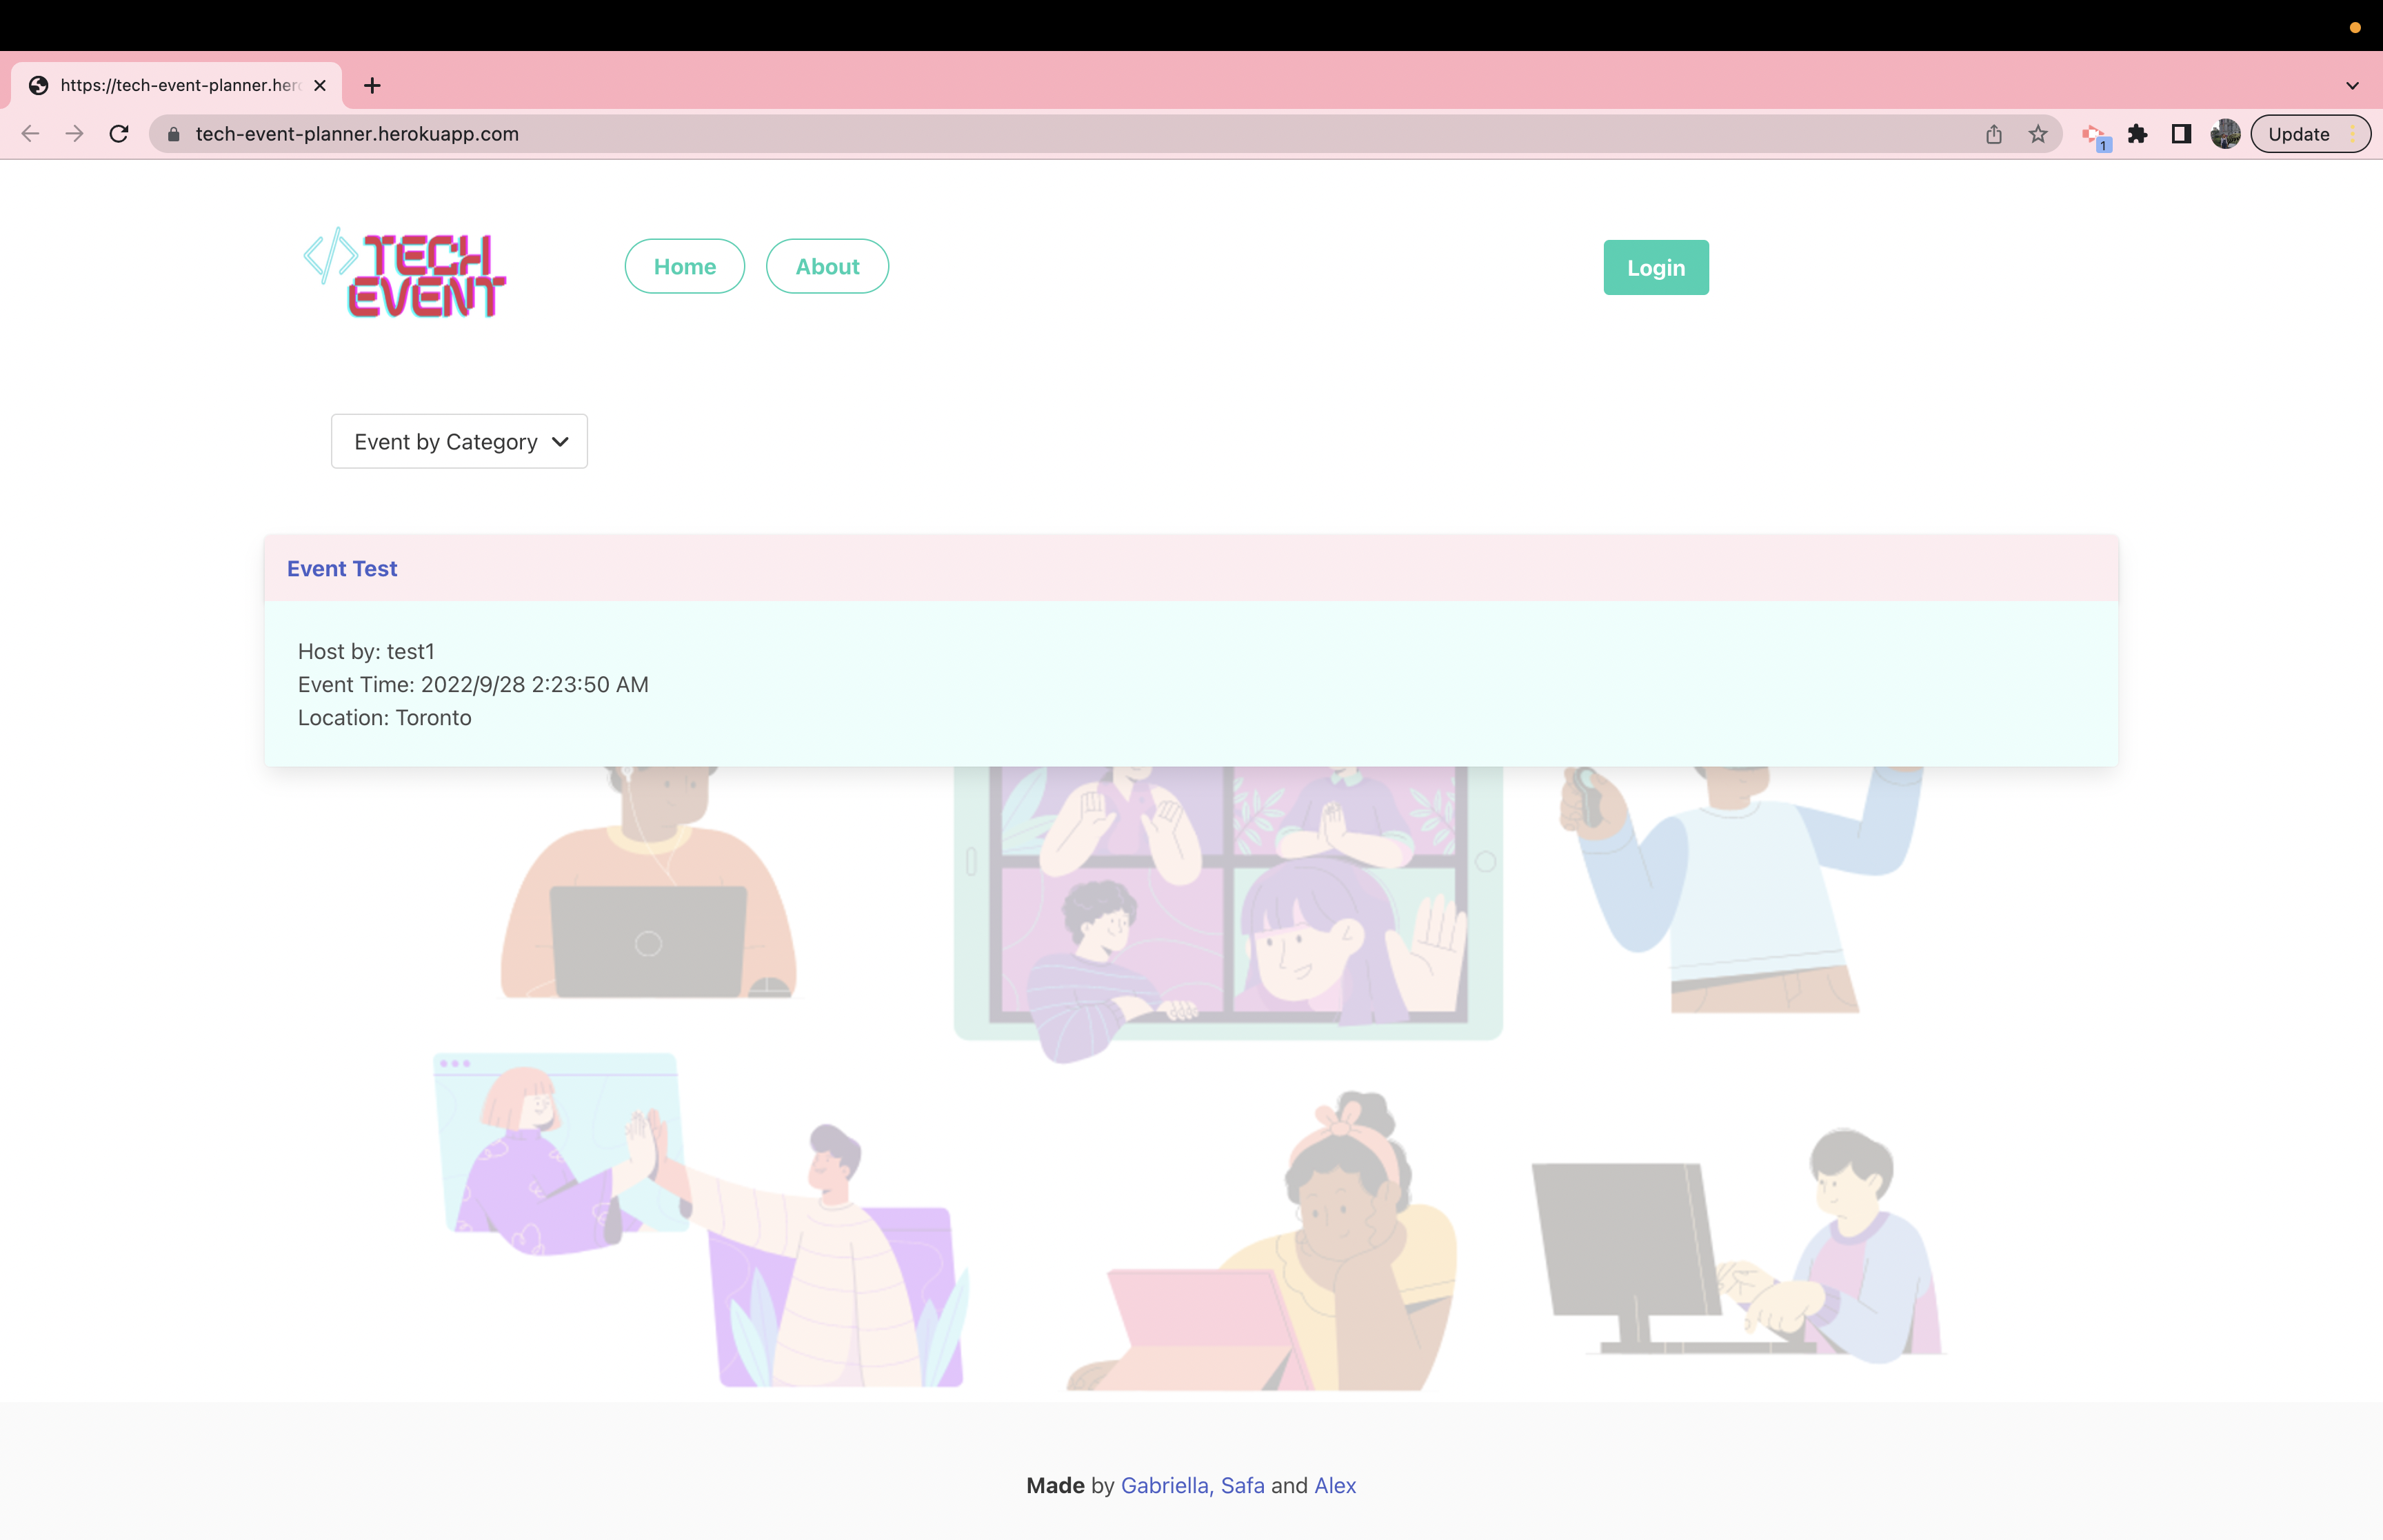 https://tech-event-planner.hero
tech-event-planner.herokuapp.com
1
Update
</> TECH
EVENT
Home
About
Login
Event by Category
Event Test
Host by: test1
Event Time: 2022/9/28 2:23:50 AM
Location: Toronto
Made by Gabriella, Safa and Alex